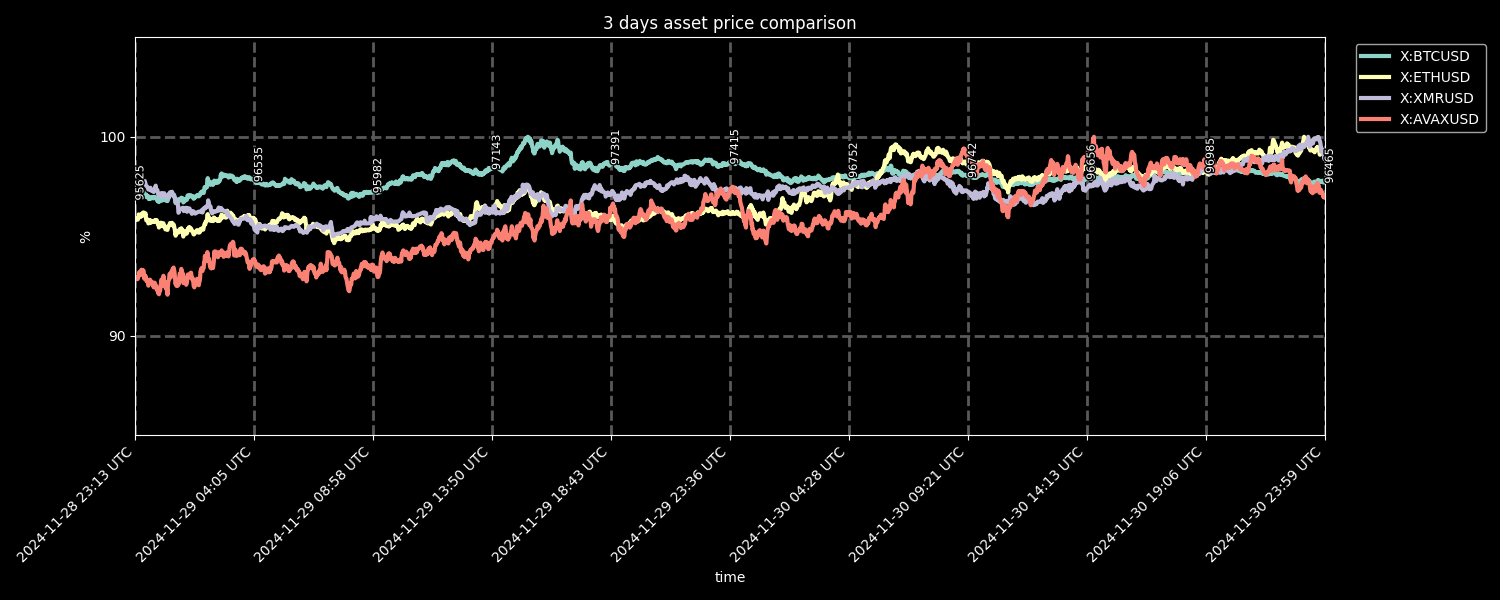 3 days asset price comparison
X:BTCUSD
X:ETHUSD
X:XMRUSD
X:AVAXUSD
%
100
90
95625
96535
95982
97143
97391
97415
96752
96742
96656
96985
96465
2024-11-28 23:13 UTC
2024-11-29 04:05 UTC
2024-11-29 08:58 UTC
2024-11-29 13:50 UTC
2024-11-29 18:43 UTC
2024-11-29 23:36 UTC
2024-11-30 04:28 UTC
2024-11-30 09:21 UTC
2024-11-30 14:13 UTC
2024-11-30 19:06 UTC
2024-11-30 23:59 UTC
time